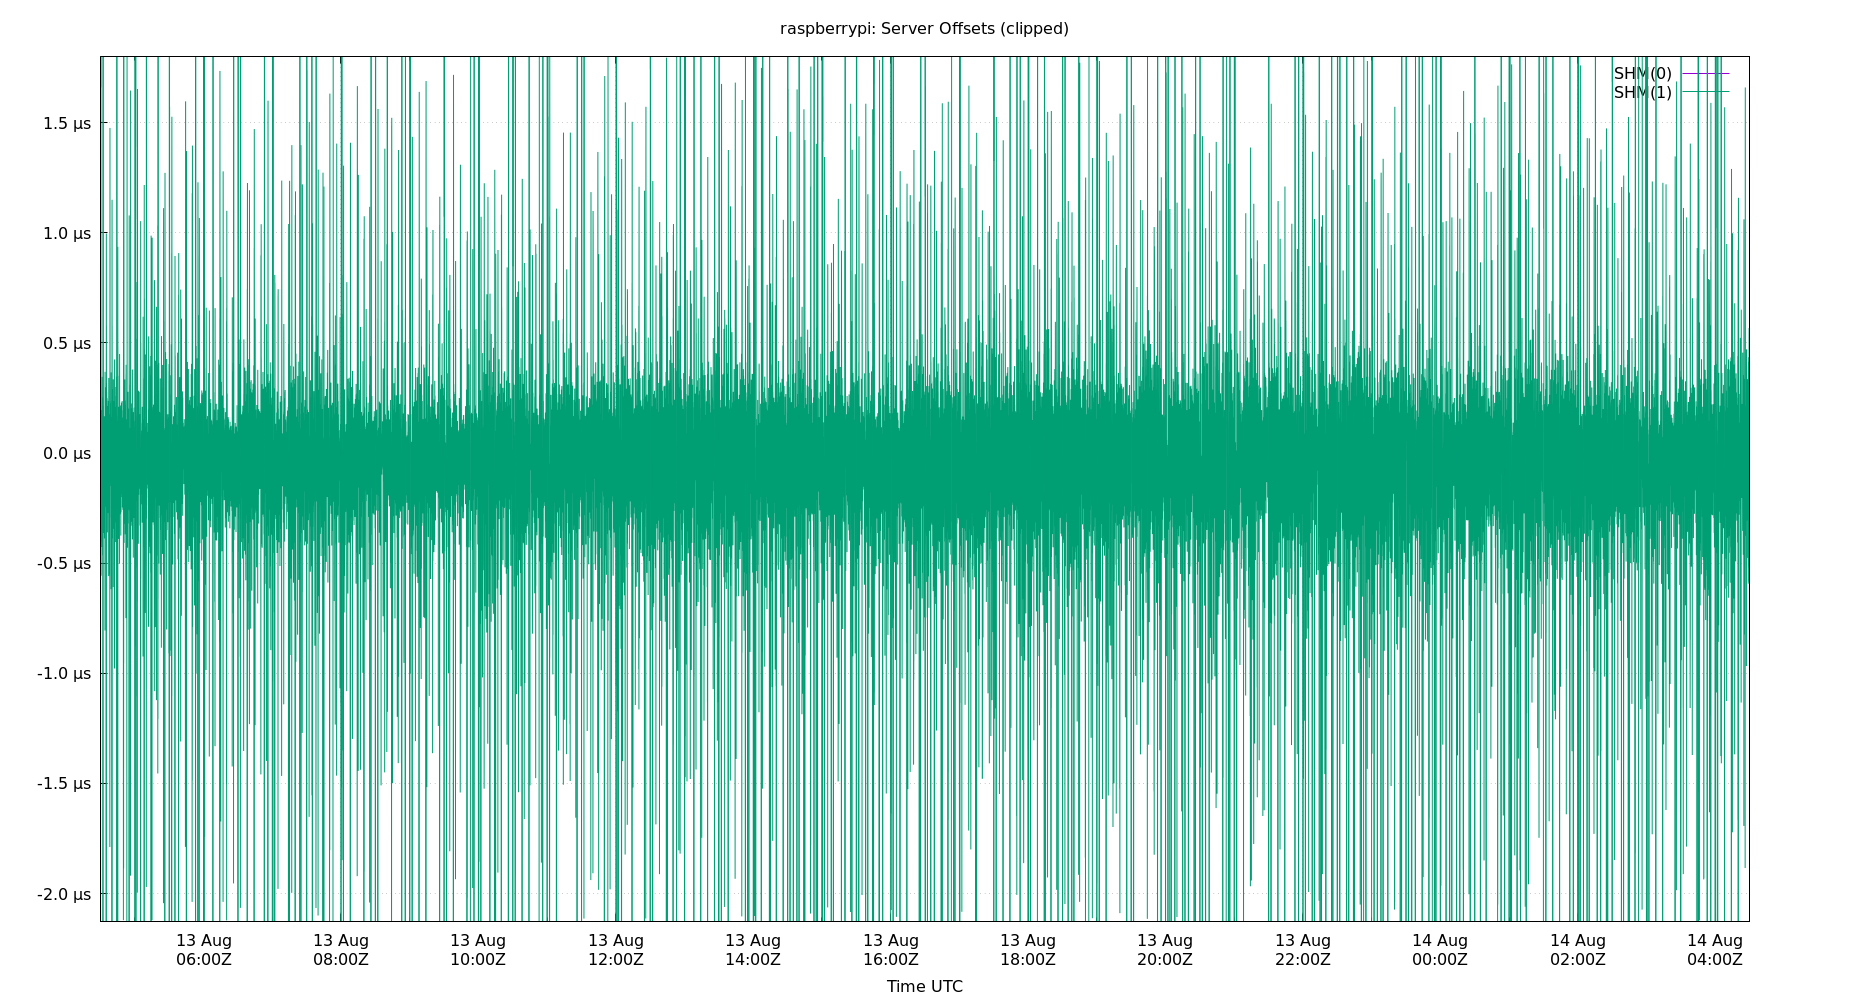 raspberrypi: Server Offsets (clipped)
SHM(0)
SHM(1)
1.5 µs
1.0 µs
0.5 µs
0.0 µs
-0.5 µs
-1.0 µs
-1.5 µs
-2.0 µs
13 Aug 13 Aug 13 Aug 13 Aug 13 Aug 13 Aug 13 Aug 13 Aug 13 Aug 14 Aug 14 Aug 14 Aug
06:00Z 08:00Z 10:00Z 12:00Z 14:00Z 16:00Z 18:00Z 20:00Z 22:00Z 00:00Z 02:00Z 04:00Z
Time UTC